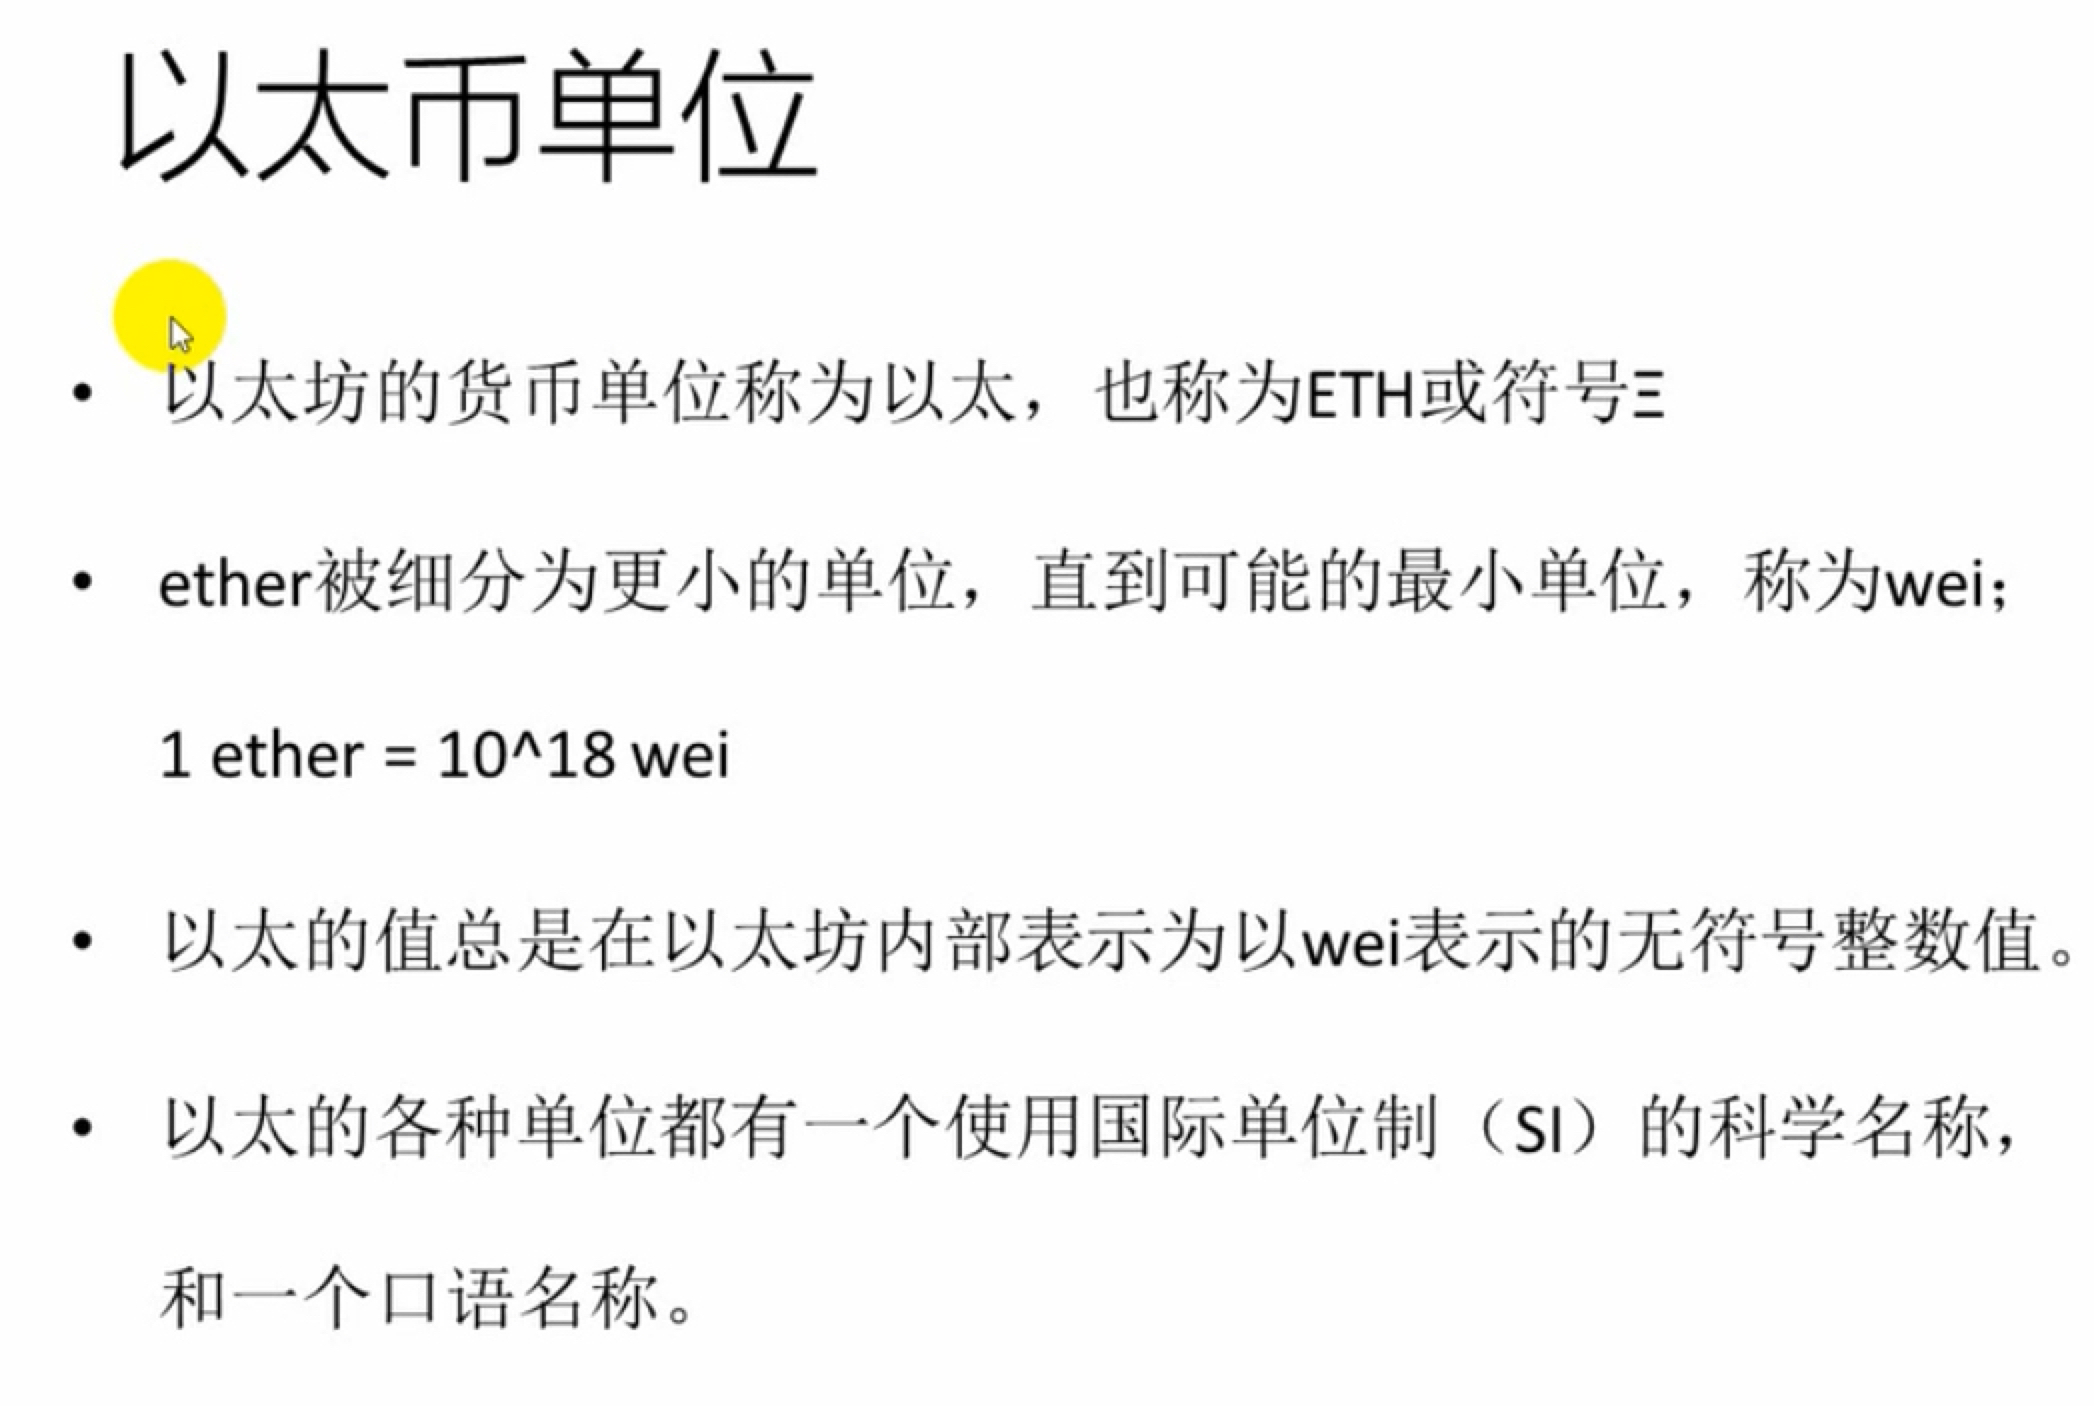 以太币单位
• 以太坊的货币单位称为以太，也称为ETH或符号Ξ
• ether被细分为更小的单位，直到可能的最小单位，称为wei；
1 ether = 10^18 wei
• 以太的值总是在以太坊内部表示为以wei表示的无符号整数值。
• 以太的各种单位都有一个使用国际单位制（SI）的科学名称，
和一个口语名称。